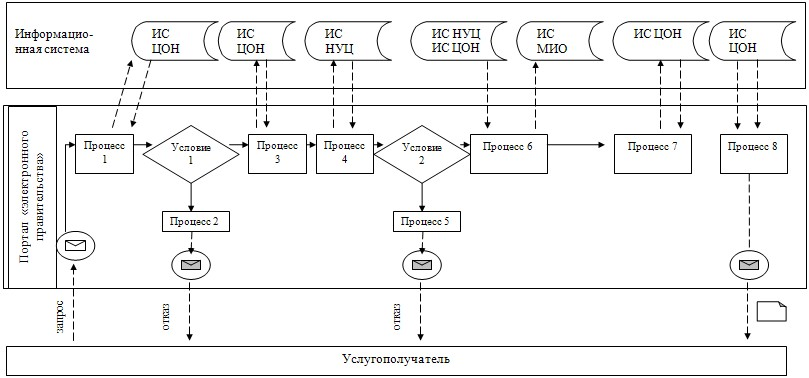 Информацио-
нная система
ИС
ЦОН
ИС
ЦОН
ИС
НУЦ
ИС НУЦ
ИС ЦОН
ИС
МИО
ИС ЦОН
ИС
ЦОН
Портал «электронного
правительства»
Процесс
1
Условие
1
Процесс
3
Процесс
4
Условие
2
Процесс
6
Процесс 7
Процесс 8
Процесс 2
Процесс 5
запрос
отказ
отказ
Услугополучатель